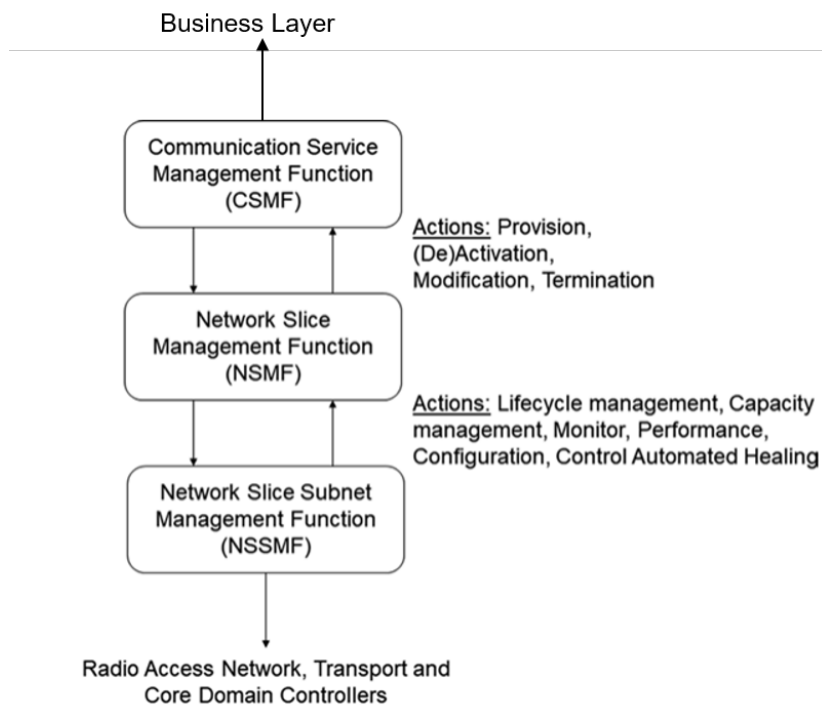 Business Layer
Communication Service
Management Function
(CSMF)
Actions: Provision,
(De)Activation,
Modification, Termination
Network Slice
Management Function
(NSMF)
Actions: Lifecycle management, Capacity
management, Monitor, Performance,
Configuration, Control Automated Healing
Network Slice Subnet
Management Function
(NSSMF)
Radio Access Network, Transport and
Core Domain Controllers